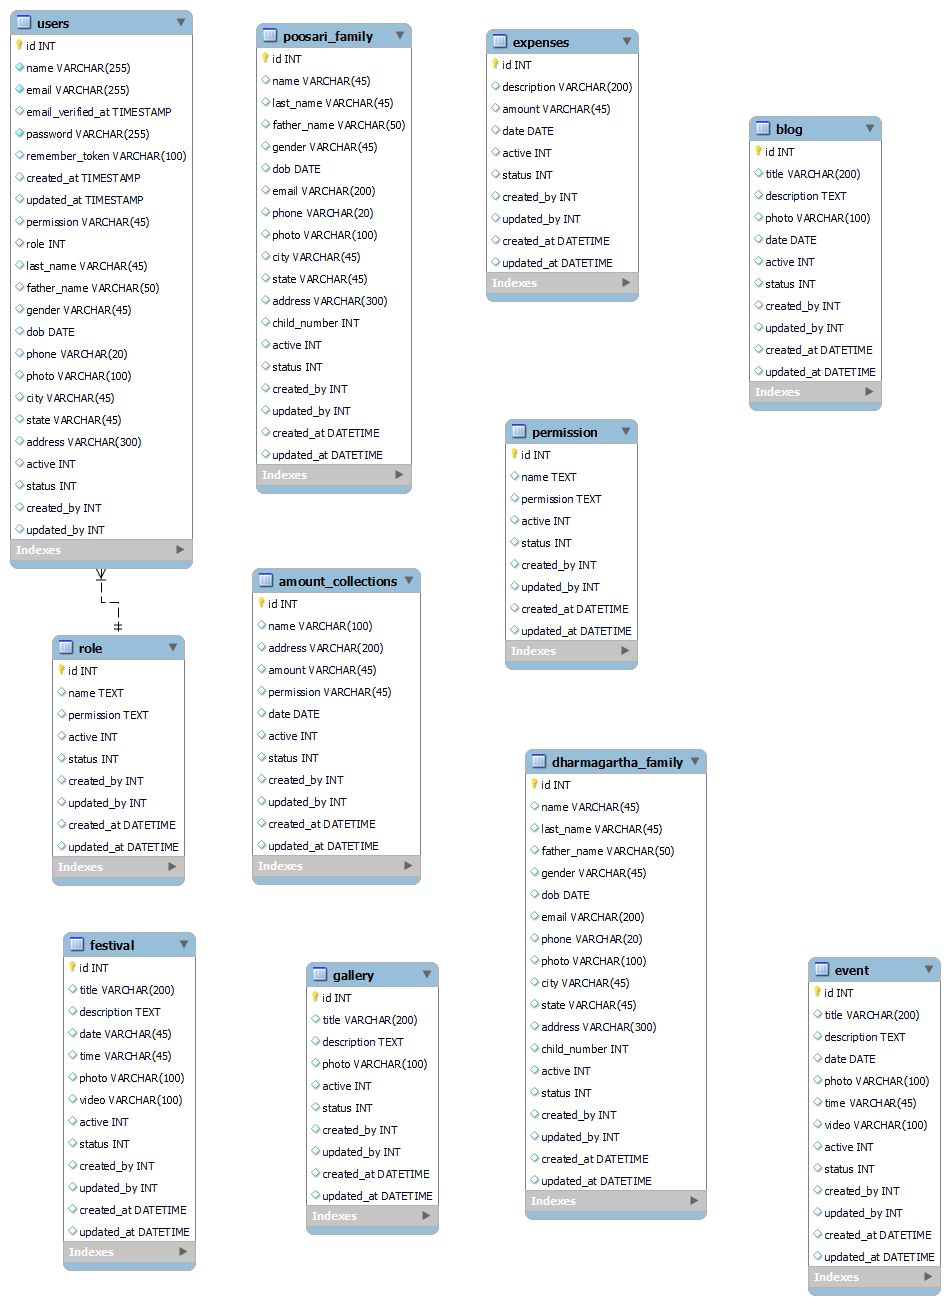 users
id INT
name VARCHAR(255)
email VARCHAR(255)
email_verified_at TIMESTAMP
password VARCHAR(255)
remember_token VARCHAR(100)
created_at TIMESTAMP
updated_at TIMESTAMP
permission VARCHAR(45)
role INT
last_name VARCHAR(45)
father_name VARCHAR(50)
gender VARCHAR(45)
dob DATE
phone VARCHAR(20)
photo VARCHAR(100)
city VARCHAR(45)
state VARCHAR(45)
address VARCHAR(300)
active INT
status INT
created_by INT
updated_by INT
Indexes
poosari_family
id INT
name VARCHAR(45)
last_name VARCHAR(45)
father_name VARCHAR(50)
gender VARCHAR(45)
dob DATE
email VARCHAR(200)
phone VARCHAR(20)
photo VARCHAR(100)
city VARCHAR(45)
state VARCHAR(45)
address VARCHAR(300)
child_number INT
active INT
status INT
created_by INT
updated_by INT
created_at DATETIME
updated_at DATETIME
Indexes
expenses
id INT
description VARCHAR(200)
amount VARCHAR(45)
date DATE
active INT
status INT
created_by INT
updated_by INT
created_at DATETIME
updated_at DATETIME
Indexes
blog
id INT
title VARCHAR(200)
description TEXT
photo VARCHAR(100)
date DATE
active INT
status INT
created_by INT
updated_by INT
created_at DATETIME
updated_at DATETIME
Indexes
permission
id INT
name TEXT
permission TEXT
active INT
status INT
created_by INT
updated_by INT
created_at DATETIME
updated_at DATETIME
Indexes
role
id INT
name TEXT
permission TEXT
active INT
status INT
created_by INT
updated_by INT
created_at DATETIME
updated_at DATETIME
Indexes
amount_collections
id INT
name VARCHAR(100)
address VARCHAR(200)
amount VARCHAR(45)
permission VARCHAR(45)
date DATE
active INT
status INT
created_by INT
updated_by INT
created_at DATETIME
updated_at DATETIME
Indexes
dharmagartha_family
id INT
name VARCHAR(45)
last_name VARCHAR(45)
father_name VARCHAR(50)
gender VARCHAR(45)
dob DATE
email VARCHAR(200)
phone VARCHAR(20)
photo VARCHAR(100)
city VARCHAR(45)
state VARCHAR(45)
address VARCHAR(300)
child_number INT
active INT
status INT
created_by INT
updated_by INT
created_at DATETIME
updated_at DATETIME
Indexes
festival
id INT
title VARCHAR(200)
description TEXT
date VARCHAR(45)
time VARCHAR(45)
photo VARCHAR(100)
video VARCHAR(100)
active INT
status INT
created_by INT
updated_by INT
created_at DATETIME
updated_at DATETIME
Indexes
gallery
id INT
title VARCHAR(200)
description TEXT
photo VARCHAR(100)
active INT
status INT
created_by INT
updated_by INT
created_at DATETIME
updated_at DATETIME
Indexes
event
id INT
title VARCHAR(200)
description TEXT
date DATE
photo VARCHAR(100)
time VARCHAR(45)
video VARCHAR(100)
active INT
status INT
created_by INT
updated_by INT
created_at DATETIME
updated_at DATETIME
Indexes